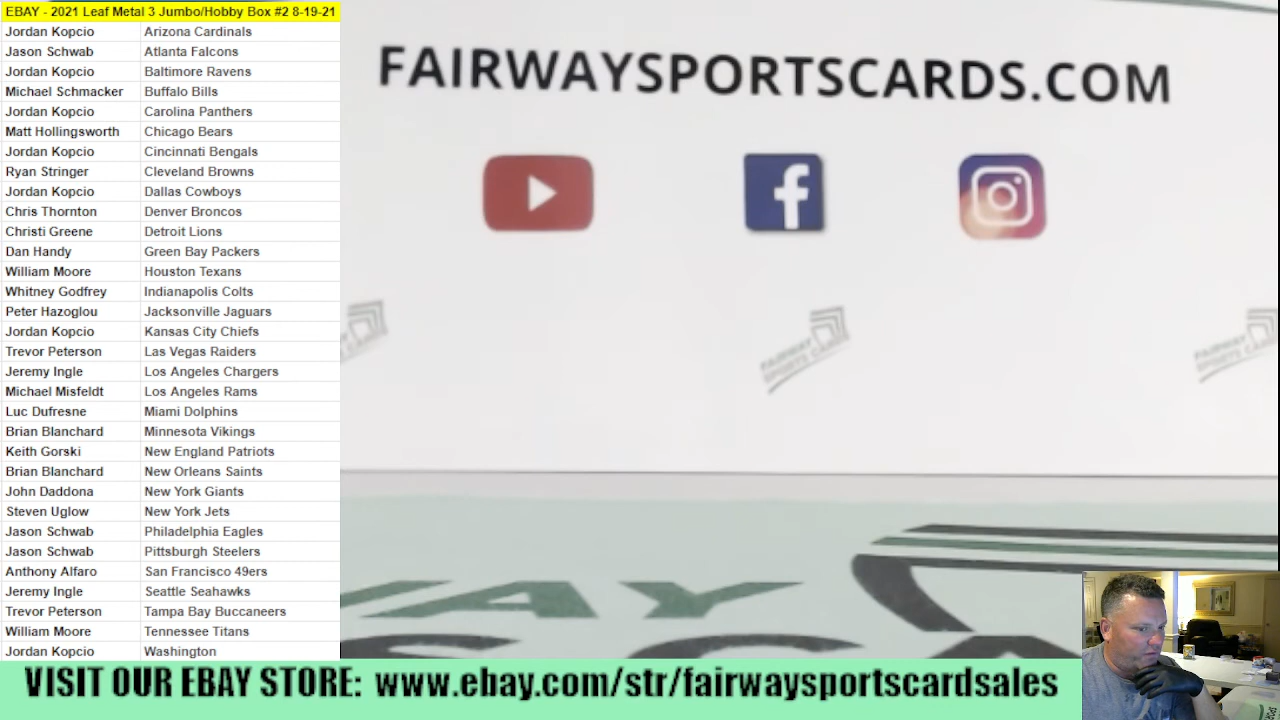 EBAY - 2021 Leaf Metal 3 Jumbo/Hobby Box #2 8-19-21
Jordan Kopcio Arizona Cardinals
Jason Schwab Atlanta Falcons
Jordan Kopcio Baltimore Ravens
Michael Schmacker Buffalo Bills
Jordan Kopcio Carolina Panthers
Matt Hollingsworth Chicago Bears
Jordan Kopcio Cincinnati Bengals
Ryan Stringer Cleveland Browns
Jordan Kopcio Dallas Cowboys
Chris Thornton Denver Broncos
Christi Greene Detroit Lions
Dan Handy Green Bay Packers
William Moore Houston Texans
Whitney Godfrey Indianapolis Colts
Peter Hazoglou Jacksonville Jaguars
Jordan Kopcio Kansas City Chiefs
Trevor Peterson Las Vegas Raiders
Jeremy Ingle Los Angeles Chargers
Michael Misfeldt Los Angeles Rams
Luc Dufresne Miami Dolphins
Brian Blanchard Minnesota Vikings
Keith Gorski New England Patriots
Brian Blanchard New Orleans Saints
John Daddona New York Giants
Steven Uglow New York Jets
Jason Schwab Philadelphia Eagles
Jason Schwab Pittsburgh Steelers
Anthony Alfaro San Francisco 49ers
Jeremy Ingle Seattle Seahawks
Trevor Peterson Tampa Bay Buccaneers
William Moore Tennessee Titans
Jordan Kopcio Washington
FAIRWAYSPORTSCARDS.COM
FAIRWAY
SPORTS CARDS
VISIT OUR EBAY STORE: www.ebay.com/str/fairwaysportscardsales